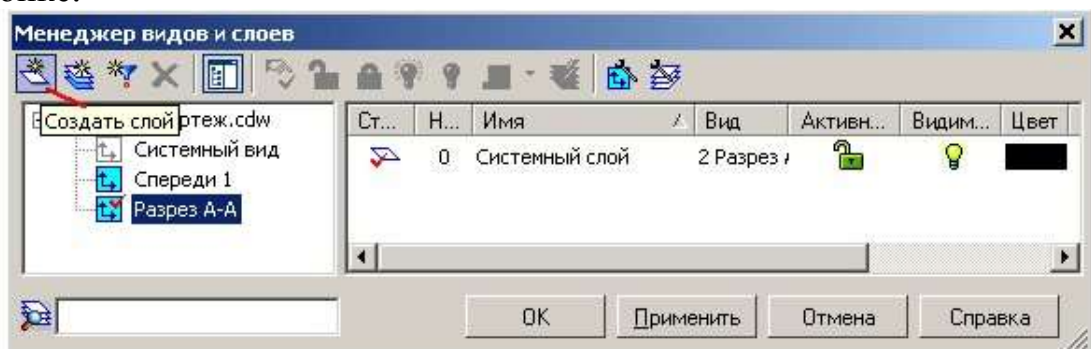 Менеджер видов и слоев
Создать слой
ртеж.cdw
Системный вид
Спереди 1
Разрез А-А
Ст... Н... Имя Вид Активн... Видим... Цвет
0 Системный слой 2 Разрез
OK Применить Отмена Справка